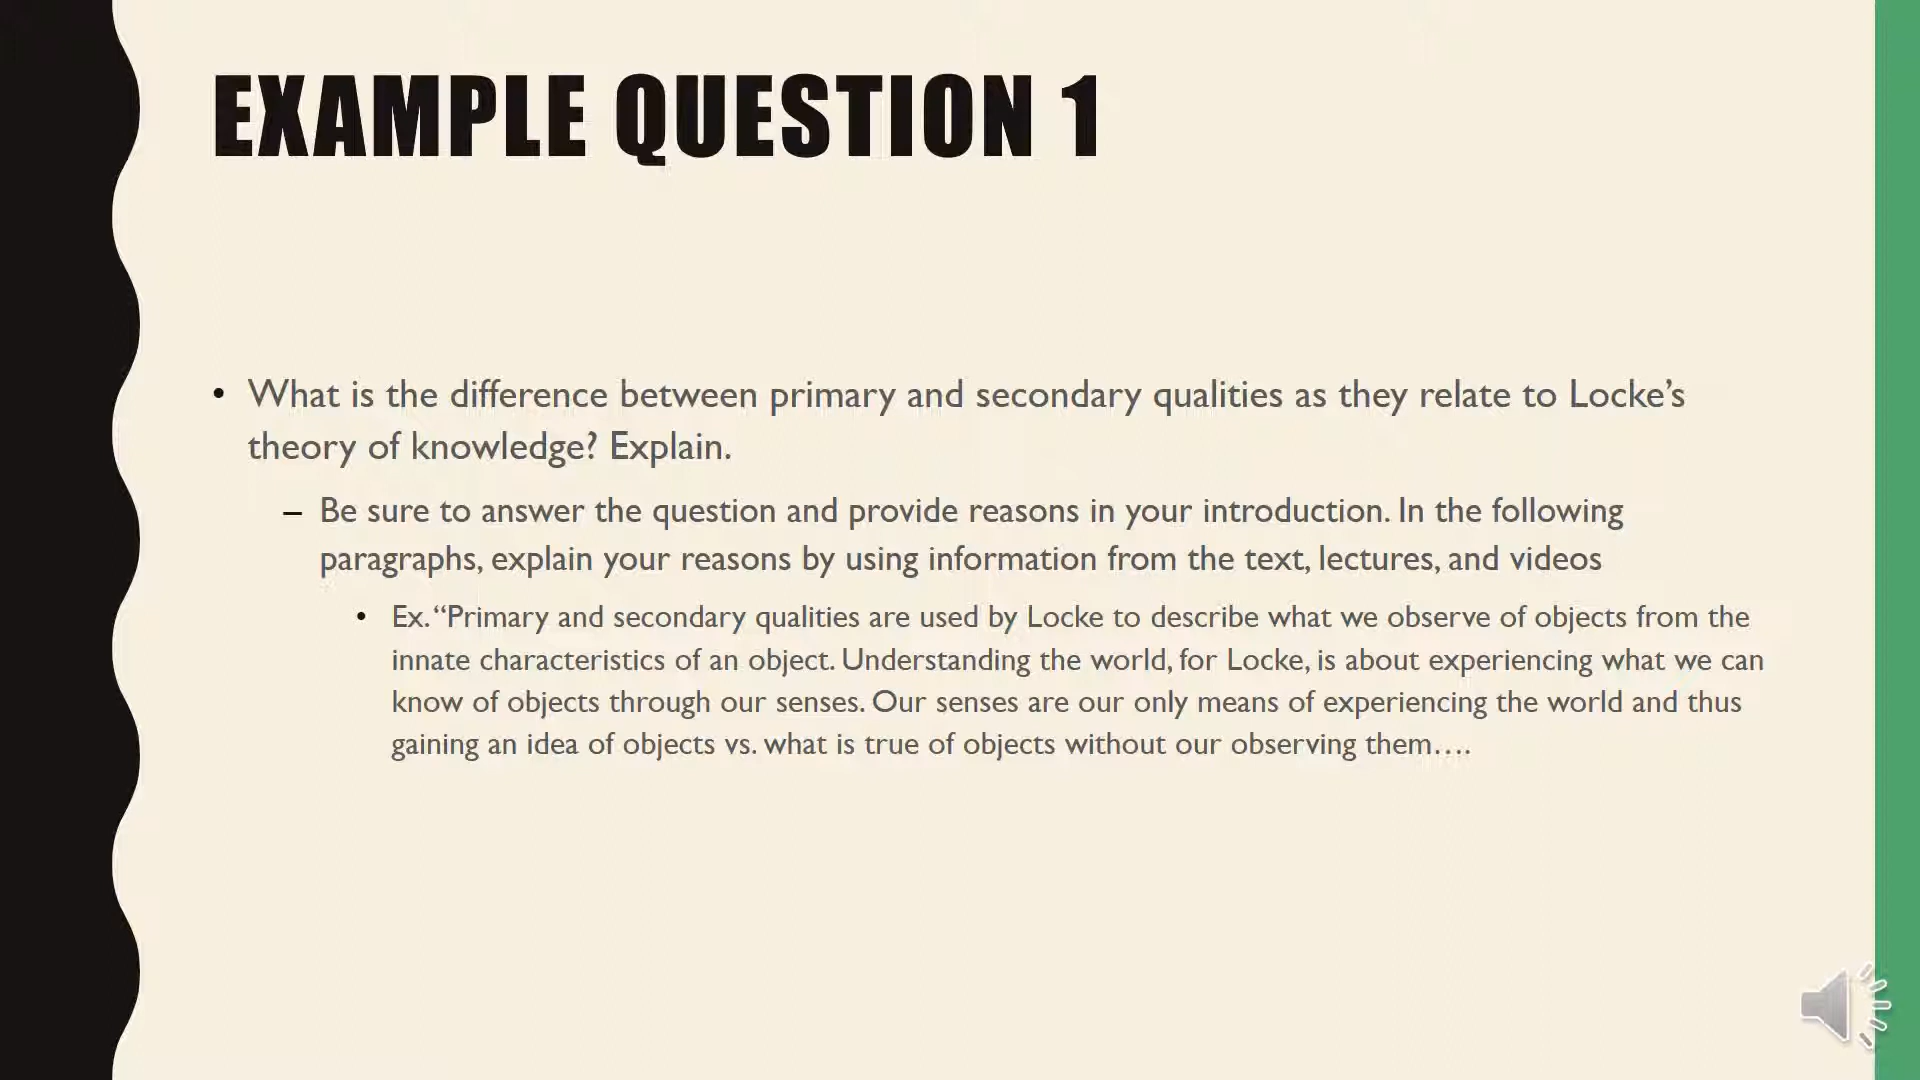 EXAMPLE QUESTION 1
• What is the difference between primary and secondary qualities as they relate to Locke’s
theory of knowledge? Explain.
– Be sure to answer the question and provide reasons in your introduction. In the following
paragraphs, explain your reasons by using information from the text, lectures, and videos
• Ex. “Primary and secondary qualities are used by Locke to describe what we observe of objects from the
innate characteristics of an object. Understanding the world, for Locke, is about experiencing what we can
know of objects through our senses. Our senses are our only means of experiencing the world and thus
gaining an idea of objects vs. what is true of objects without our observing them….